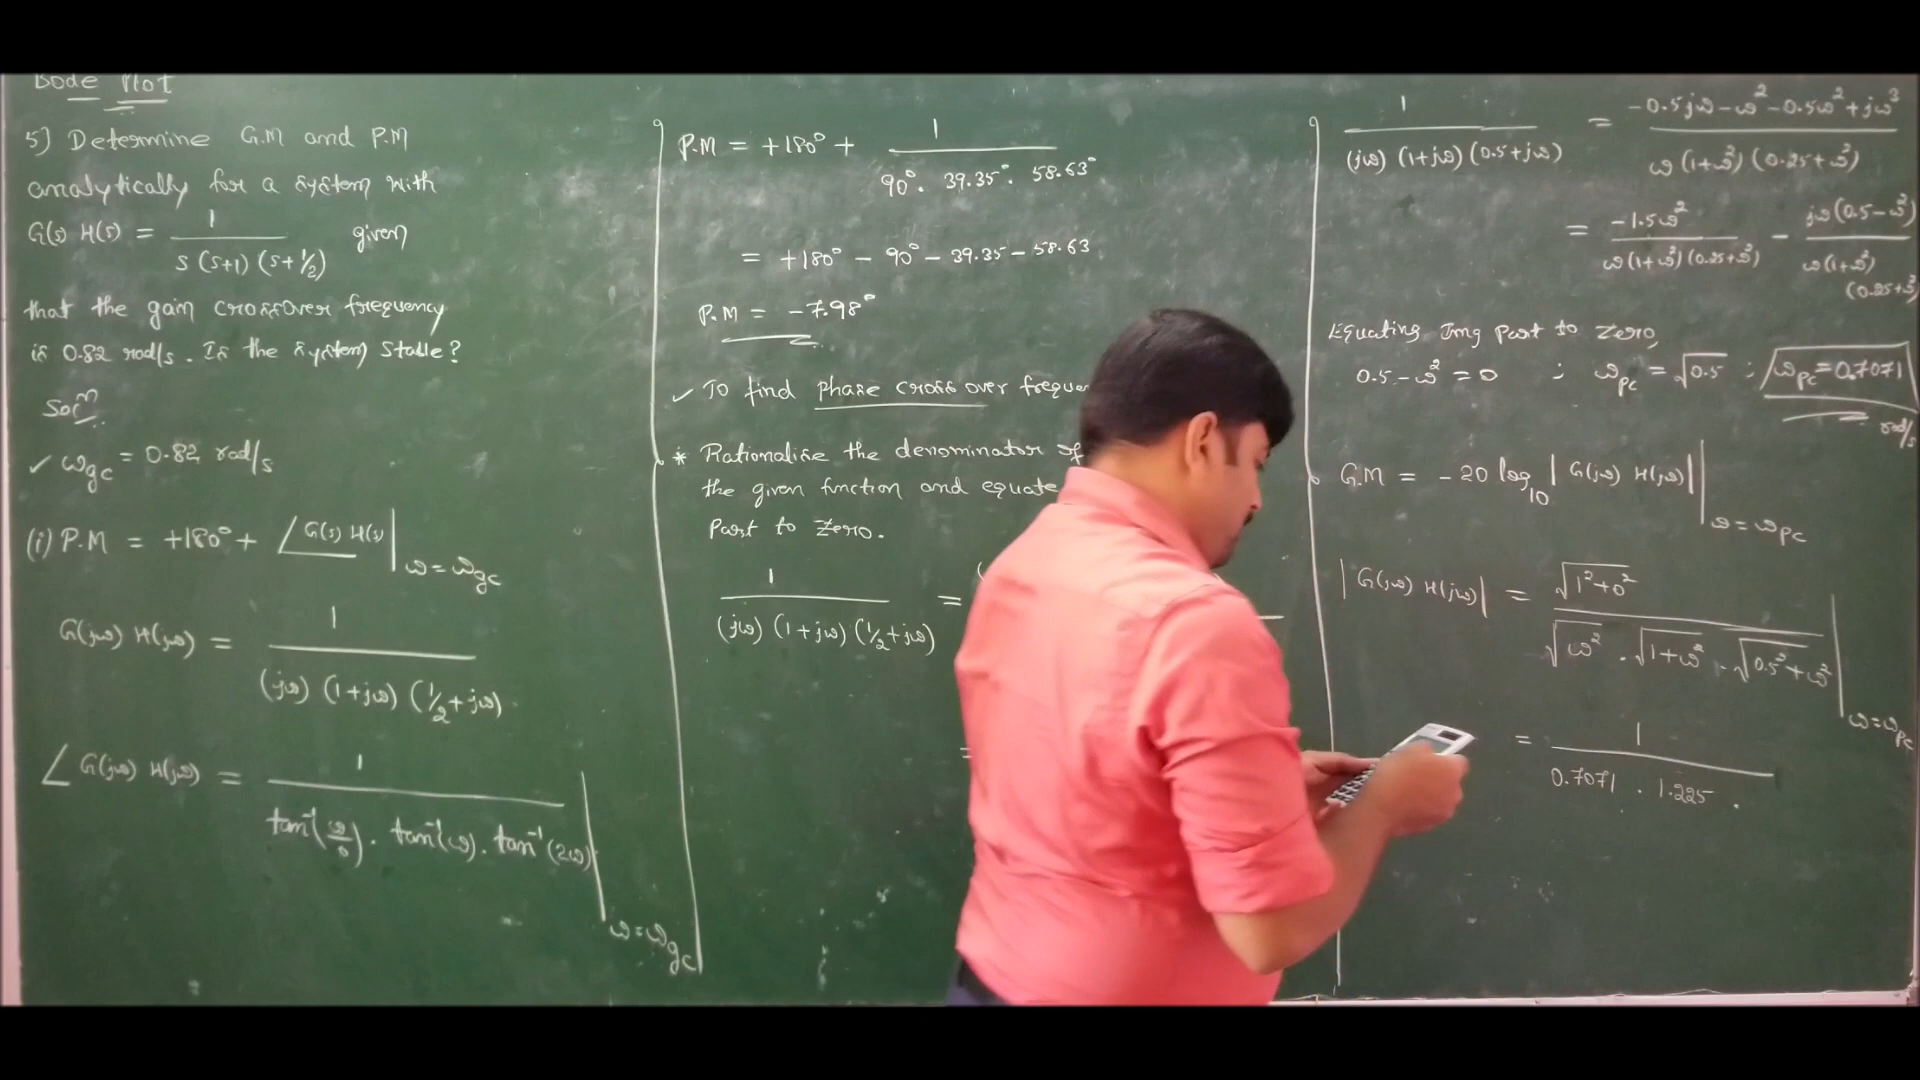 Bode Plot
5) Determine G.M and P.M
analytically for a system with
G(s) H(s) = 1 / s (s+1) (s+1/2) given
that the gain crossover frequency
is 0.82 rad/s. Is the system stable?
Solⁿ
✓ ω_gc = 0.82 rad/s
(i) P.M = +180° + ∠G(s) H(s) | ω = ω_gc
G(jω) H(jω) = 1 / (jω) (1+jω) (1/2+jω)
∠G(jω) H(jω) = 1 / tan⁻¹(ω/0) . tan⁻¹(ω) . tan⁻¹(2ω) | ω = ω_gc
P.M = +180° + 1 / 90° . 39.35° . 58.63°
= +180° − 90° − 39.35 − 58.63
P.M = −7.98°
✓ To find phase cross over
* Rationalise the denominator of
the given function and equate
Part to zero.
1 / (jω) (1+jω) (1/2+jω) =
=
1 / (jω) (1+jω) (0.5+jω) = −0.5jω − ω² − 0.5ω² + jω³ / ω (1+ω²) (0.25+ω²)
= −1.5ω² / ω(1+ω²) (0.25+ω²) − jω(0.5−ω²) / ω(1+ω²) (0.25+ω²)
Equating Img Part to zero,
0.5 − ω² = 0 ; ω_pc = √0.5 ; ω_pc = 0.7071 rad/s
G.M = −20 log₁₀ | G(jω) H(jω) | | ω = ω_pc
| G(jω) H(jω) | = √1²+0² / √ω² . √1+ω² . √0.5²+ω² | ω = ω_pc
= 1 / 0.7071 . 1.225 .